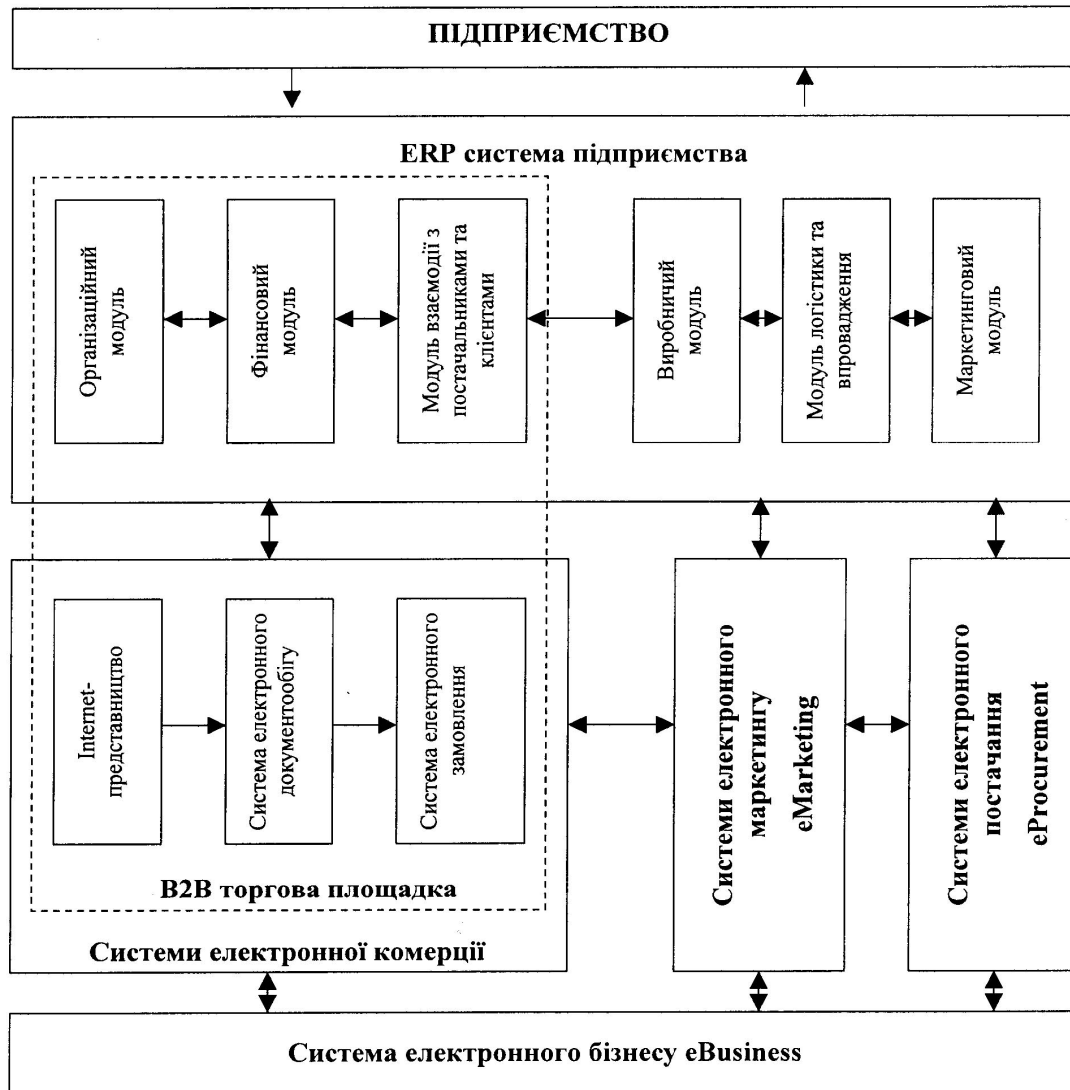 ПІДПРИЄМСТВО
ERP система підприємства
Організаційний
модуль
Фінансовий
модуль
Модуль взаємодії з
постачальниками та
клієнтами
Виробничий
модуль
Модуль логістики та
впровадження
Маркетинговий
модуль
Internet-
представництво
Система електронного
документообігу
Система електронного
замовлення
B2B торгова площадка
Системи електронної комерції
Системи електронного
маркетингу
eMarketing
Системи електронного
постачання
eProcurement
Система електронного бізнесу eBusiness